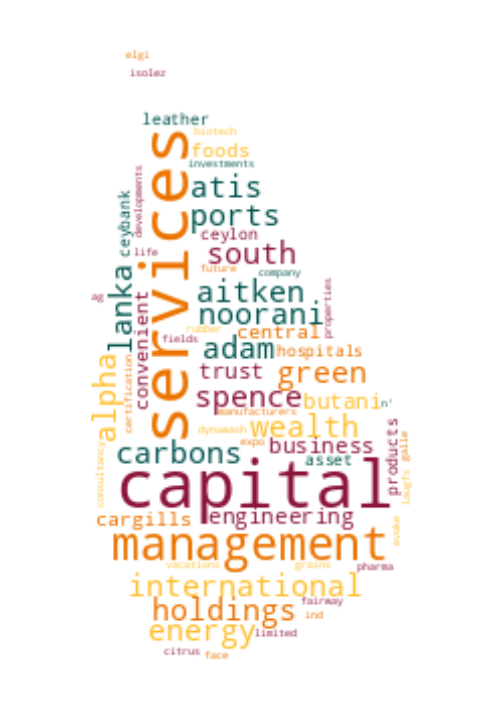 elgi
isolez
leather
biotech
foods
investments
services
atis
developments
ceybank
ports
ceylon
south
life
future
company
lanka
aitken
ag
convenient
noorani
properties
rubber
central
fields
adam
hospitals
alpha
certification
trust
green
spence
butani
n'
manufacturers
wealth
dynawash
expo
business
products
galle
carbons
asset
consultancy
laugfs
capital
cargills
engineering
evoke
management
vacations
grains
pharma
international
holdings
fairway
ind
energy
limited
citrus
face